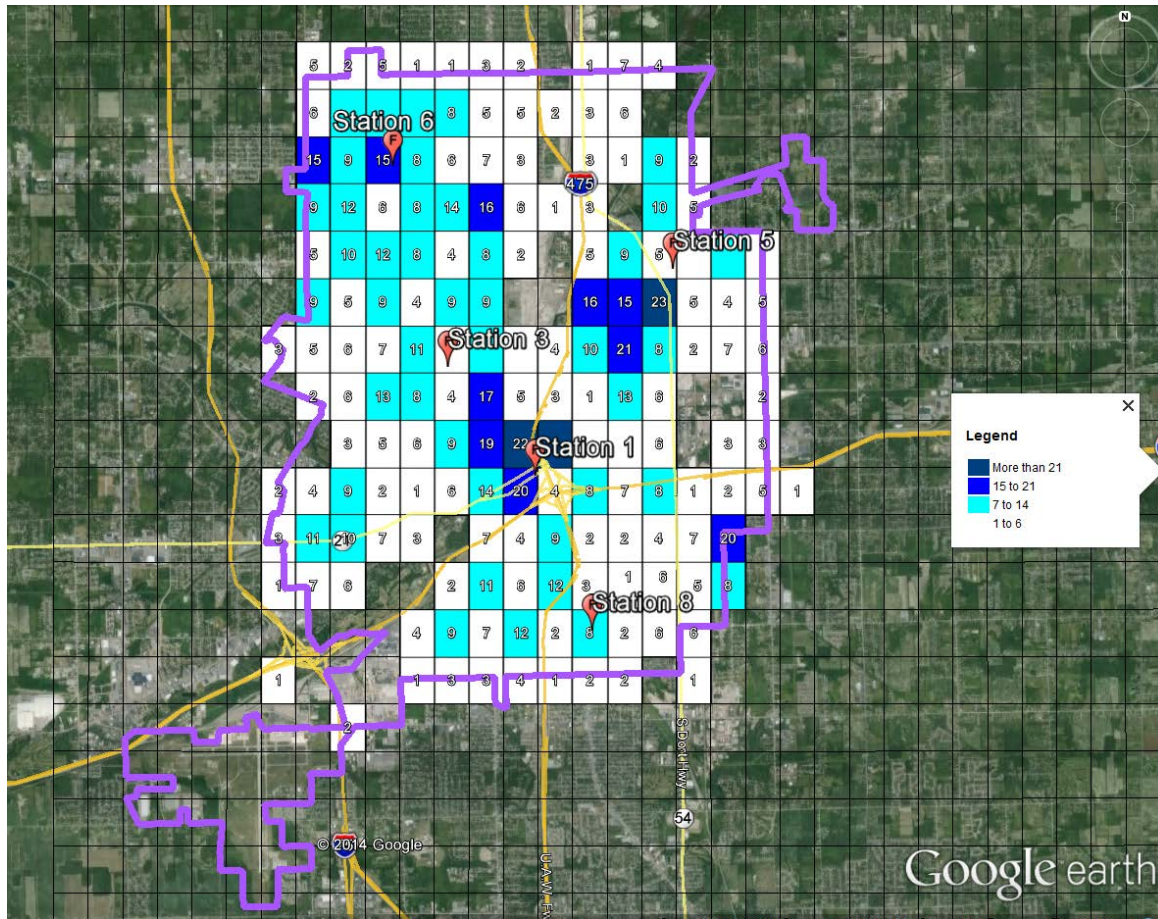 N
5 2 5 1 1 3 2 1 7 4
6 8 5 5 2 3 6
Station 6
15 9 15 8 6 7 3 3 1 9 2
475
9 12 6 8 14 16 6 1 3 10 5
Station 5
5 10 12 8 4 8 2 5 9 5
9 5 9 4 9 9 16 15 23 5 4 5
Station 3
3 5 6 7 11 4 10 21 8 2 7 6
2 6 13 8 4 17 5 3 1 13 6 2
3 5 6 9 19 22 6 3 3
Station 1
2 4 9 2 1 6 14 20 4 8 7 8 1 2 5 1
3 11 10 7 3 7 4 9 2 2 4 7 20
21
1 7 6 2 11 6 12 3 1 6 5 8
Station 8
4 9 7 12 2 2 6 6
1 1 3 3 4 1 2 2 1
2
Legend
More than 21
15 to 21
7 to 14
1 to 6
S Dort Hwy
54
© 2014 Google
Google earth